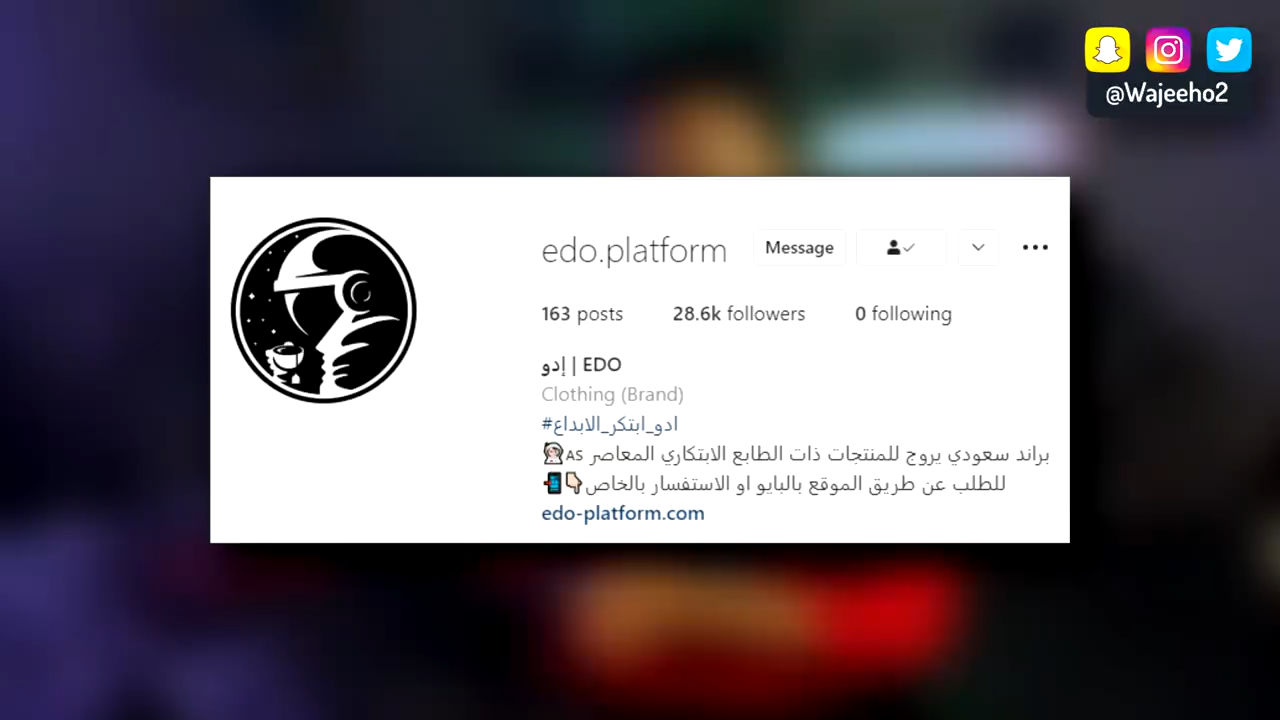 @Wajeeho2
edo.platform
Message
163 posts
28.6k followers
0 following
إدو | EDO
Clothing (Brand)
#ادو_ابتكر_الابداع
براند سعودي يروج للمنتجات ذات الطابع الابتكاري المعاصر ᴀs👩🏻‍🚀
للطلب عن طريق الموقع بالبايو او الاستفسار بالخاص👇🏻📲
edo-platform.com